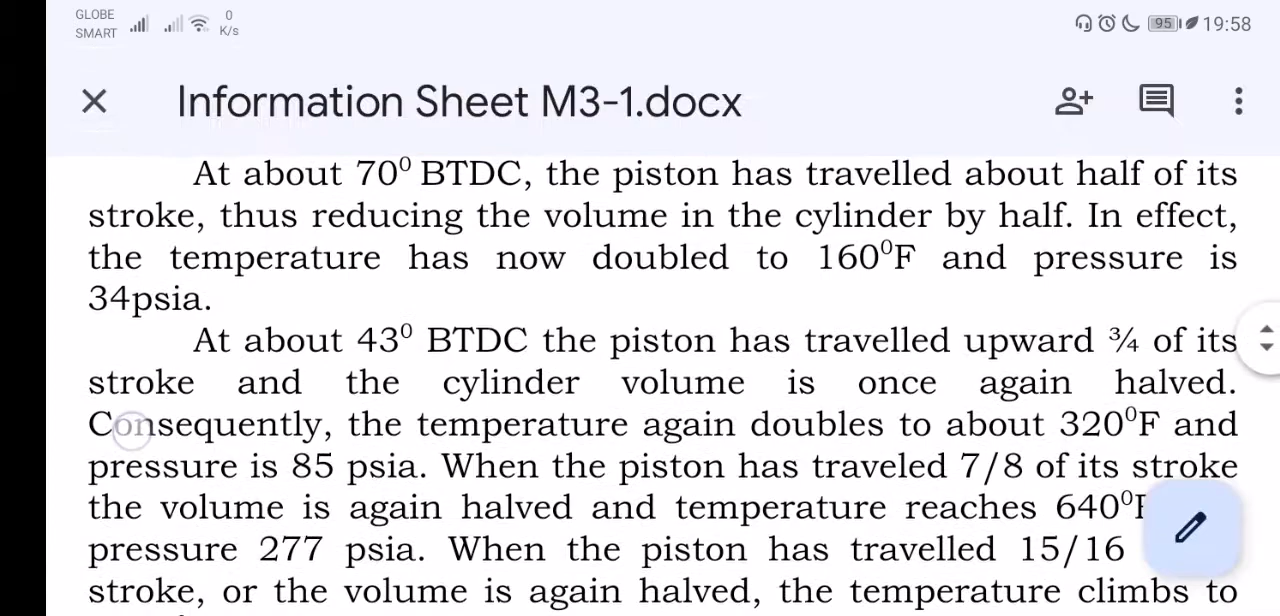 GLOBE
SMART
0
K/s
95
19:58
Information Sheet M3-1.docx
At about 70⁰ BTDC, the piston has travelled about half of its
stroke, thus reducing the volume in the cylinder by half. In effect,
the temperature has now doubled to 160⁰F and pressure is
34psia.
At about 43⁰ BTDC the piston has travelled upward ¾ of its
stroke and the cylinder volume is once again halved.
Consequently, the temperature again doubles to about 320⁰F and
pressure is 85 psia. When the piston has traveled 7/8 of its stroke
the volume is again halved and temperature reaches 640⁰F
pressure 277 psia. When the piston has travelled 15/16
stroke, or the volume is again halved, the temperature climbs to